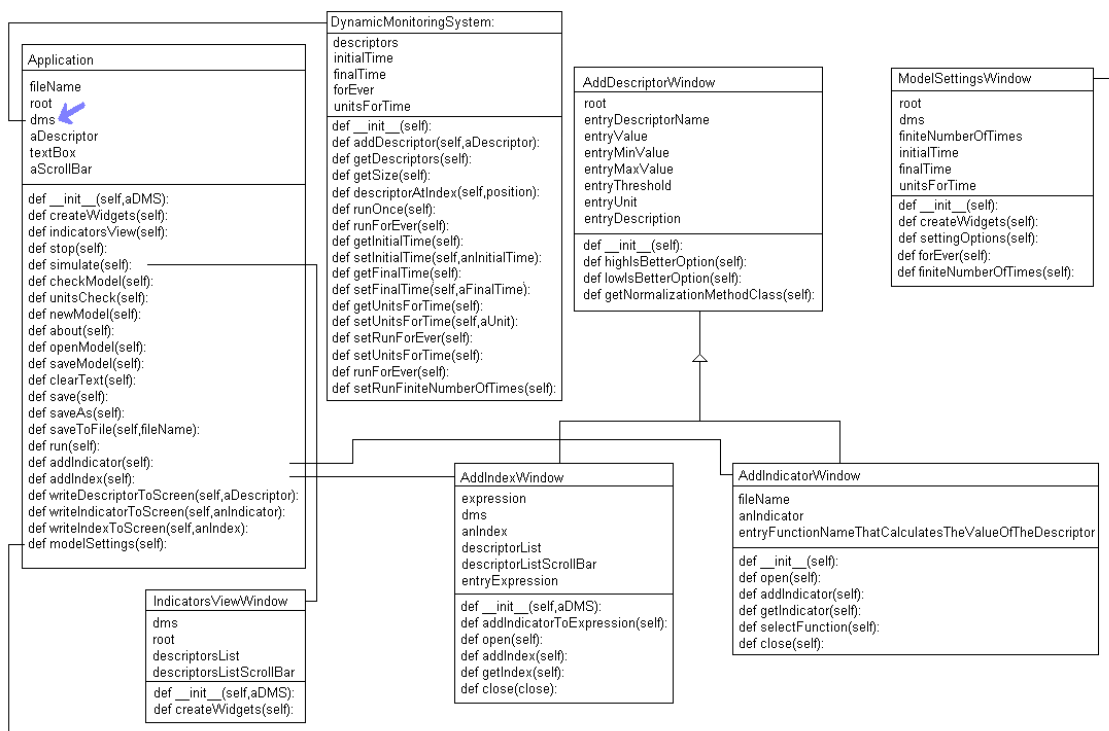 Application
fileName
root
dms
aDescriptor
textBox
aScrollBar
def __init__(self,aDMS):
def createWidgets(self):
def indicatorsView(self):
def stop(self):
def simulate(self):
def checkModel(self):
def unitsCheck(self):
def newModel(self):
def about(self):
def openModel(self):
def saveModel(self):
def clearText(self):
def save(self):
def saveAs(self):
def saveToFile(self,fileName):
def run(self):
def addIndicator(self):
def addIndex(self):
def writeDescriptorToScreen(self,aDescriptor):
def writeIndicatorToScreen(self,anIndicator):
def writeIndexToScreen(self,anIndex):
def modelSettings(self):
DynamicMonitoringSystem:
descriptors
initialTime
finalTime
forEver
unitsForTime
def __init__(self):
def addDescriptor(self,aDescriptor):
def getDescriptors(self):
def getSize(self):
def descriptorAtIndex(self,position):
def runOnce(self):
def runForEver(self):
def getInitialTime(self):
def setInitialTime(self,anInitialTime):
def getFinalTime(self):
def setFinalTime(self,aFinalTime):
def getUnitsForTime(self):
def setUnitsForTime(self,aUnit):
def setRunForEver(self):
def setUnitsForTime(self):
def runForEver(self):
def setRunFiniteNumberOfTimes(self):
AddDescriptorWindow
root
entryDescriptorName
entryValue
entryMinValue
entryMaxValue
entryThreshold
entryUnit
entryDescription
def __init__(self):
def highIsBetterOption(self):
def lowIsBetterOption(self):
def getNormalizationMethodClass(self):
ModelSettingsWindow
root
dms
finiteNumberOfTimes
initialTime
finalTime
unitsForTime
def __init__(self):
def createWidgets(self):
def settingOptions(self):
def forEver(self):
def finiteNumberOfTimes(self):
IndicatorsViewWindow
dms
root
descriptorsList
descriptorsListScrollBar
def __init__(self,aDMS):
def createWidgets(self):
AddIndexWindow
expression
dms
anIndex
descriptorList
descriptorListScrollBar
entryExpression
def __init__(self,aDMS):
def addIndicatorToExpression(self):
def open(self):
def addIndex(self):
def getIndex(self):
def close(close):
AddIndicatorWindow
fileName
anIndicator
entryFunctionNameThatCalculatesTheValueOfTheDescriptor
def __init__(self):
def open(self):
def addIndicator(self):
def getIndicator(self):
def selectFunction(self):
def close(self):